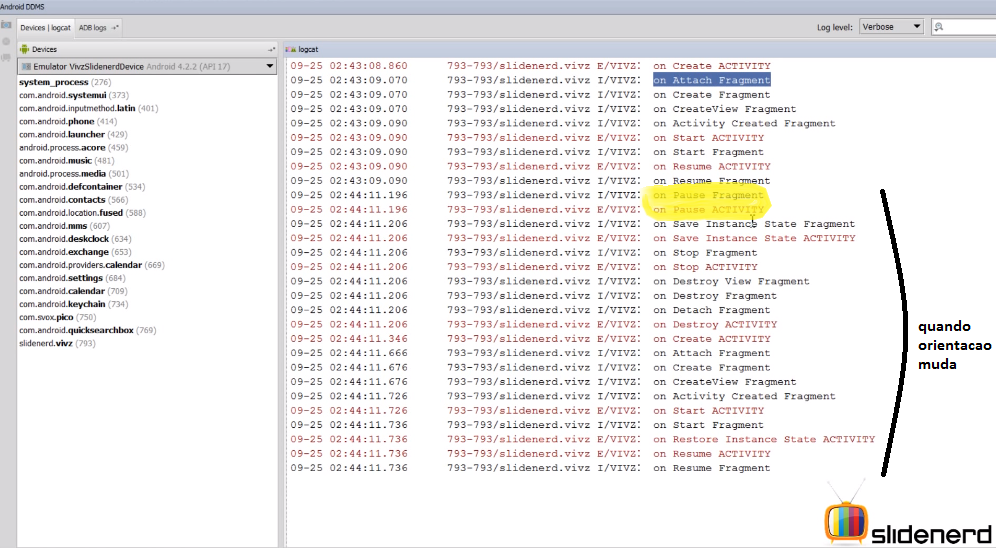 Android DDMS
Devices | logcat ADB logs
Log level: Verbose
Devices
logcat
Emulator VivzSlidenerdDevice Android 4.2.2 (API 17)
system_process (276)
com.android.systemui (373)
com.android.inputmethod.latin (401)
com.android.phone (414)
com.android.launcher (429)
android.process.acore (459)
com.android.music (481)
android.process.media (501)
com.android.defcontainer (534)
com.android.contacts (566)
com.android.location.fused (588)
com.android.mms (607)
com.android.deskclock (634)
com.android.exchange (653)
com.android.providers.calendar (669)
com.android.settings (684)
com.android.calendar (709)
com.android.keychain (734)
com.svox.pico (750)
com.android.quicksearchbox (769)
slidenerd.vivz (793)
09-25 02:43:08.860 793-793/slidenerd.vivz E/VIVZ: on Create ACTIVITY
09-25 02:43:09.070 793-793/slidenerd.vivz I/VIVZ: on Attach Fragment
09-25 02:43:09.070 793-793/slidenerd.vivz I/VIVZ: on Create Fragment
09-25 02:43:09.070 793-793/slidenerd.vivz I/VIVZ: on CreateView Fragment
09-25 02:43:09.090 793-793/slidenerd.vivz I/VIVZ: on Activity Created Fragment
09-25 02:43:09.090 793-793/slidenerd.vivz E/VIVZ: on Start ACTIVITY
09-25 02:43:09.090 793-793/slidenerd.vivz I/VIVZ: on Start Fragment
09-25 02:43:09.090 793-793/slidenerd.vivz E/VIVZ: on Resume ACTIVITY
09-25 02:43:09.090 793-793/slidenerd.vivz I/VIVZ: on Resume Fragment
09-25 02:44:11.196 793-793/slidenerd.vivz I/VIVZ: on Pause Fragment
09-25 02:44:11.196 793-793/slidenerd.vivz E/VIVZ: on Pause ACTIVITY
09-25 02:44:11.206 793-793/slidenerd.vivz I/VIVZ: on Save Instance State Fragment
09-25 02:44:11.206 793-793/slidenerd.vivz E/VIVZ: on Save Instance State ACTIVITY
09-25 02:44:11.206 793-793/slidenerd.vivz I/VIVZ: on Stop Fragment
09-25 02:44:11.206 793-793/slidenerd.vivz E/VIVZ: on Stop ACTIVITY
09-25 02:44:11.206 793-793/slidenerd.vivz I/VIVZ: on Destroy View Fragment
09-25 02:44:11.206 793-793/slidenerd.vivz I/VIVZ: on Destroy Fragment
09-25 02:44:11.206 793-793/slidenerd.vivz I/VIVZ: on Detach Fragment
09-25 02:44:11.206 793-793/slidenerd.vivz E/VIVZ: on Destroy ACTIVITY
09-25 02:44:11.346 793-793/slidenerd.vivz E/VIVZ: on Create ACTIVITY
09-25 02:44:11.666 793-793/slidenerd.vivz I/VIVZ: on Attach Fragment
09-25 02:44:11.676 793-793/slidenerd.vivz I/VIVZ: on Create Fragment
09-25 02:44:11.676 793-793/slidenerd.vivz I/VIVZ: on CreateView Fragment
09-25 02:44:11.726 793-793/slidenerd.vivz I/VIVZ: on Activity Created Fragment
09-25 02:44:11.726 793-793/slidenerd.vivz E/VIVZ: on Start ACTIVITY
09-25 02:44:11.736 793-793/slidenerd.vivz I/VIVZ: on Start Fragment
09-25 02:44:11.736 793-793/slidenerd.vivz E/VIVZ: on Restore Instance State ACTIVITY
09-25 02:44:11.736 793-793/slidenerd.vivz E/VIVZ: on Resume ACTIVITY
09-25 02:44:11.736 793-793/slidenerd.vivz I/VIVZ: on Resume Fragment
quando
orientacao
muda
slidenerd